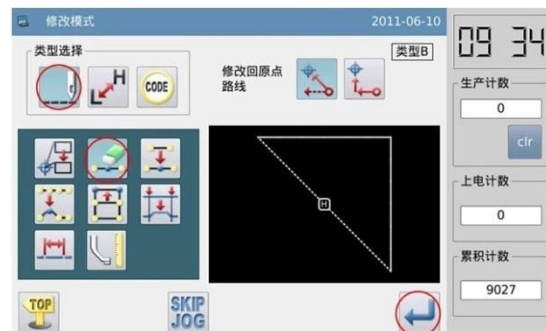 修改模式
2011-06-10
09 34
类型选择
类型B
L H
CODE
修改回原点
路线
生产计数
0
clr
上电计数
0
累积计数
9027
H
TOP
SKIP
JOG